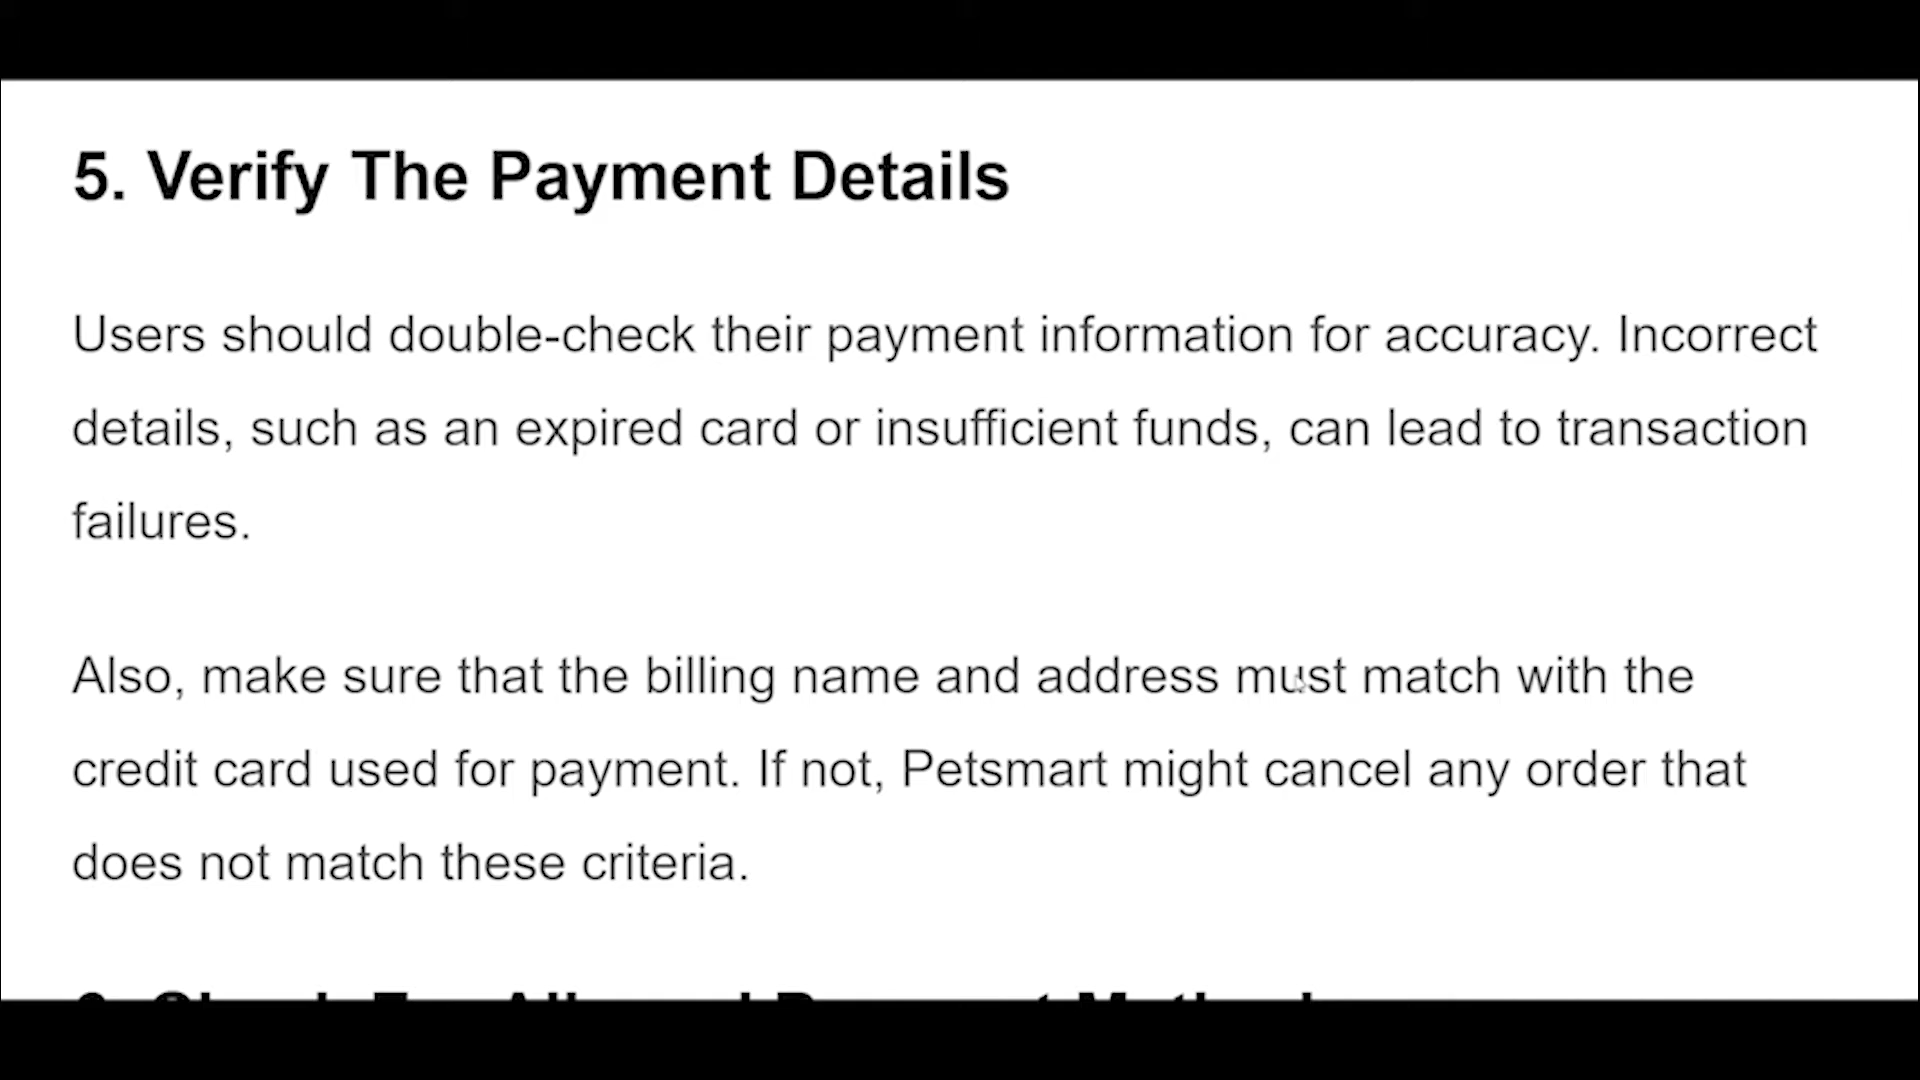 5. Verify The Payment Details
Users should double-check their payment information for accuracy. Incorrect
details, such as an expired card or insufficient funds, can lead to transaction
failures.
Also, make sure that the billing name and address must match with the
credit card used for payment. If not, Petsmart might cancel any order that
does not match these criteria.